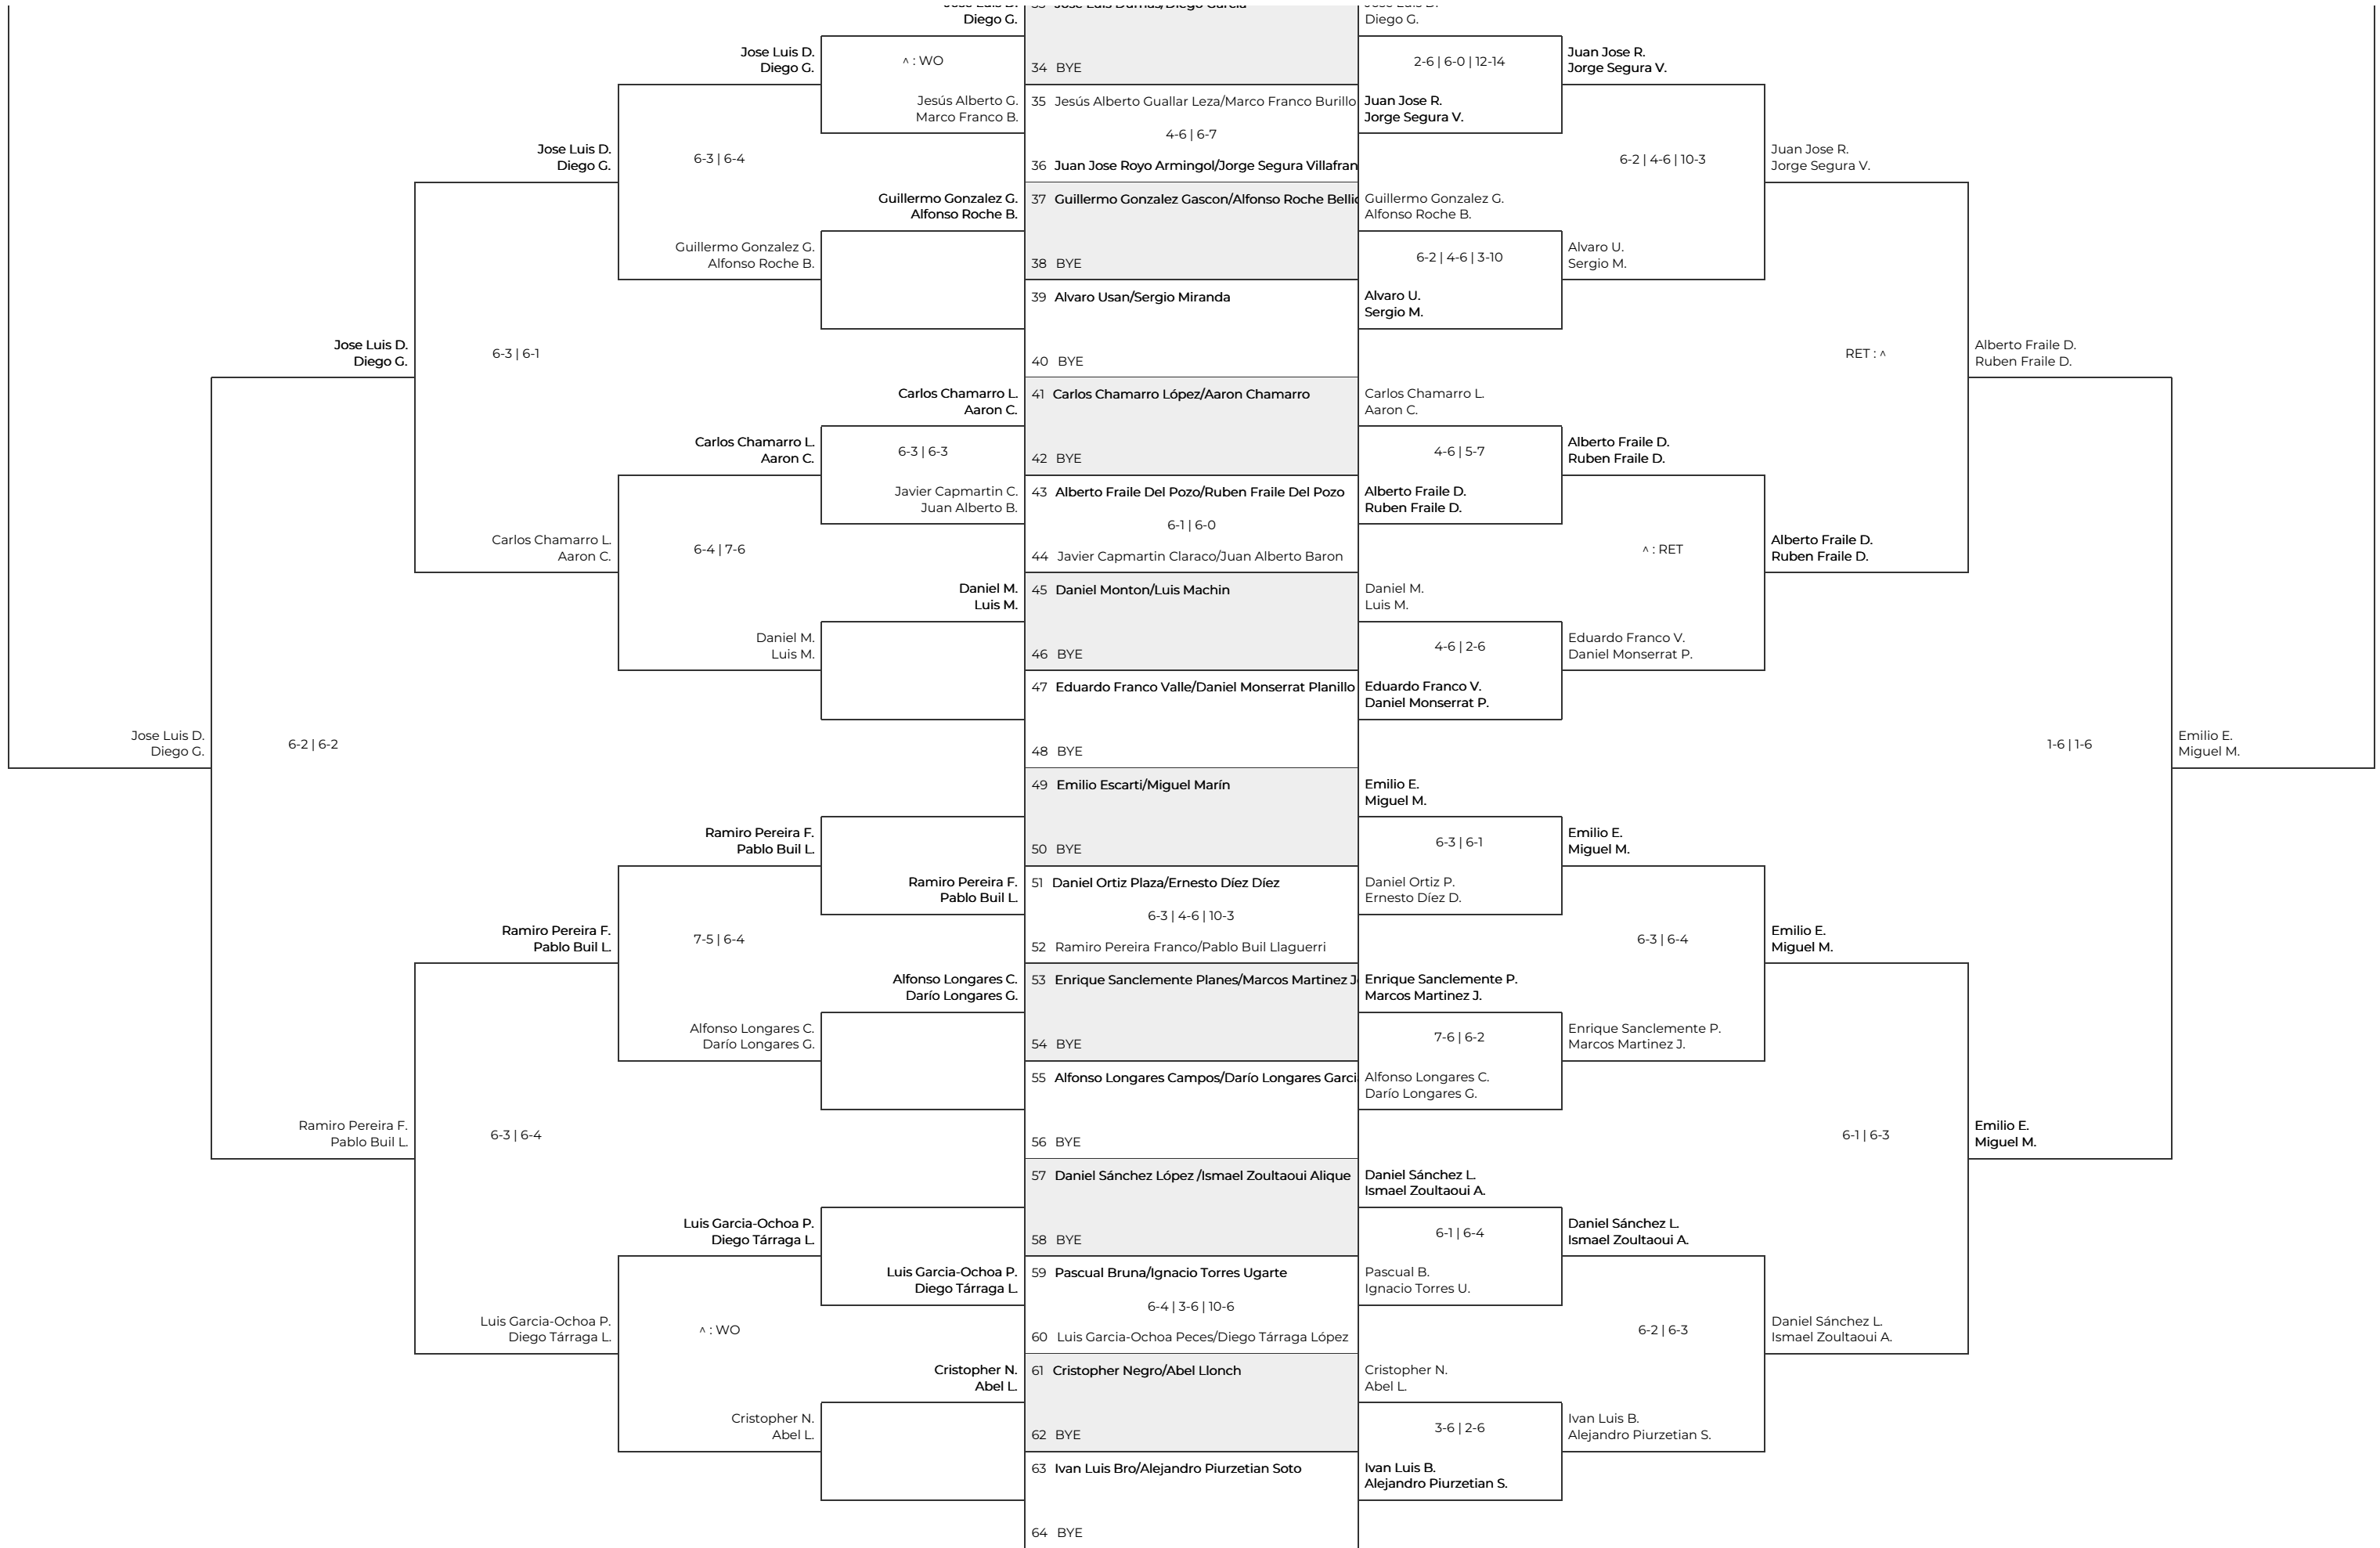 Diego G.
Diego G.
Jose Luis D.
Diego G.
^ : WO
34 BYE
2-6 | 6-0 | 12-14
Juan Jose R.
Jorge Segura V.
Jesús Alberto G.
Marco Franco B.
35 Jesús Alberto Guallar Leza/Marco Franco Burillo
Juan Jose R.
Jorge Segura V.
4-6 | 6-7
Jose Luis D.
Diego G.
6-3 | 6-4
36 Juan Jose Royo Armingol/Jorge Segura Villafran
6-2 | 4-6 | 10-3
Juan Jose R.
Jorge Segura V.
Guillermo Gonzalez G.
Alfonso Roche B.
37 Guillermo Gonzalez Gascon/Alfonso Roche Bellid
Guillermo Gonzalez G.
Alfonso Roche B.
Guillermo Gonzalez G.
Alfonso Roche B.
38 BYE
6-2 | 4-6 | 3-10
Alvaro U.
Sergio M.
39 Alvaro Usan/Sergio Miranda
Alvaro U.
Sergio M.
Jose Luis D.
Diego G.
6-3 | 6-1
40 BYE
RET : ^
Alberto Fraile D.
Ruben Fraile D.
Carlos Chamarro L.
Aaron C.
41 Carlos Chamarro López/Aaron Chamarro
Carlos Chamarro L.
Aaron C.
Carlos Chamarro L.
Aaron C.
6-3 | 6-3
42 BYE
4-6 | 5-7
Alberto Fraile D.
Ruben Fraile D.
Javier Capmartin C.
Juan Alberto B.
43 Alberto Fraile Del Pozo/Ruben Fraile Del Pozo
Alberto Fraile D.
Ruben Fraile D.
6-1 | 6-0
Carlos Chamarro L.
Aaron C.
6-4 | 7-6
44 Javier Capmartin Claraco/Juan Alberto Baron
^ : RET
Alberto Fraile D.
Ruben Fraile D.
Daniel M.
Luis M.
45 Daniel Monton/Luis Machin
Daniel M.
Luis M.
Daniel M.
Luis M.
46 BYE
4-6 | 2-6
Eduardo Franco V.
Daniel Monserrat P.
47 Eduardo Franco Valle/Daniel Monserrat Planillo
Eduardo Franco V.
Daniel Monserrat P.
Jose Luis D.
Diego G.
6-2 | 6-2
48 BYE
1-6 | 1-6
Emilio E.
Miguel M.
49 Emilio Escarti/Miguel Marín
Emilio E.
Miguel M.
Ramiro Pereira F.
Pablo Buil L.
50 BYE
6-3 | 6-1
Emilio E.
Miguel M.
Ramiro Pereira F.
Pablo Buil L.
51 Daniel Ortiz Plaza/Ernesto Díez Díez
Daniel Ortiz P.
Ernesto Díez D.
6-3 | 4-6 | 10-3
Ramiro Pereira F.
Pablo Buil L.
7-5 | 6-4
52 Ramiro Pereira Franco/Pablo Buil Llaguerri
6-3 | 6-4
Emilio E.
Miguel M.
Alfonso Longares C.
Darío Longares G.
53 Enrique Sanclemente Planes/Marcos Martinez J
Enrique Sanclemente P.
Marcos Martinez J.
Alfonso Longares C.
Darío Longares G.
54 BYE
7-6 | 6-2
Enrique Sanclemente P.
Marcos Martinez J.
55 Alfonso Longares Campos/Darío Longares Garci
Alfonso Longares C.
Darío Longares G.
Ramiro Pereira F.
Pablo Buil L.
6-3 | 6-4
56 BYE
6-1 | 6-3
Emilio E.
Miguel M.
57 Daniel Sánchez López /Ismael Zoultaoui Alique
Daniel Sánchez L.
Ismael Zoultaoui A.
Luis Garcia-Ochoa P.
Diego Tárraga L.
58 BYE
6-1 | 6-4
Daniel Sánchez L.
Ismael Zoultaoui A.
Luis Garcia-Ochoa P.
Diego Tárraga L.
59 Pascual Bruna/Ignacio Torres Ugarte
Pascual B.
Ignacio Torres U.
6-4 | 3-6 | 10-6
Luis Garcia-Ochoa P.
Diego Tárraga L.
^ : WO
60 Luis Garcia-Ochoa Peces/Diego Tárraga López
6-2 | 6-3
Daniel Sánchez L.
Ismael Zoultaoui A.
Cristopher N.
Abel L.
61 Cristopher Negro/Abel Llonch
Cristopher N.
Abel L.
Cristopher N.
Abel L.
62 BYE
3-6 | 2-6
Ivan Luis B.
Alejandro Piurzetian S.
63 Ivan Luis Bro/Alejandro Piurzetian Soto
Ivan Luis B.
Alejandro Piurzetian S.
64 BYE